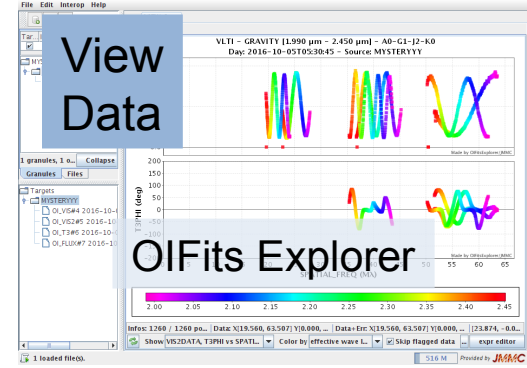 File Edit Interop Help
View
Data
VLTI - GRAVITY [1.990 µm - 2.450 µm] - A0-G1-J2-K0
Day: 2016-10-05T05:30:45 - Source: MYSTERYYY
Made by OIFitsExplorer/JMMC
1 granules, 1 o... Collapse
Granules Files
Targets
MYSTERYYY
OI_VIS#4 2016-10-
OI_VIS2#5 2016-10
OI_T3#6 2016-10-0
OI_FLUX#7 2016-10
T3PHI (deg)
200
150
100
50
0
-50
Made by OIFitsExplorer/JMMC
50 55 60 65
SPATIAL_FREQ (Mλ)
OIFits Explorer
2.00 2.05 2.10 2.15 2.20 2.25 2.30 2.35 2.40 2.45
Infos: 1260 / 1260 po... Data: X[19.560, 63.507] Y[0.000, ... Data+Err: X[19.560, 63.507] Y[0.000, ... [23.874, -0.0...
Show VIS2DATA, T3PHI vs SPATI... Color by effective wave l... Skip flagged data ... expr editor
1 loaded file(s).
516 M Provided by JMMC